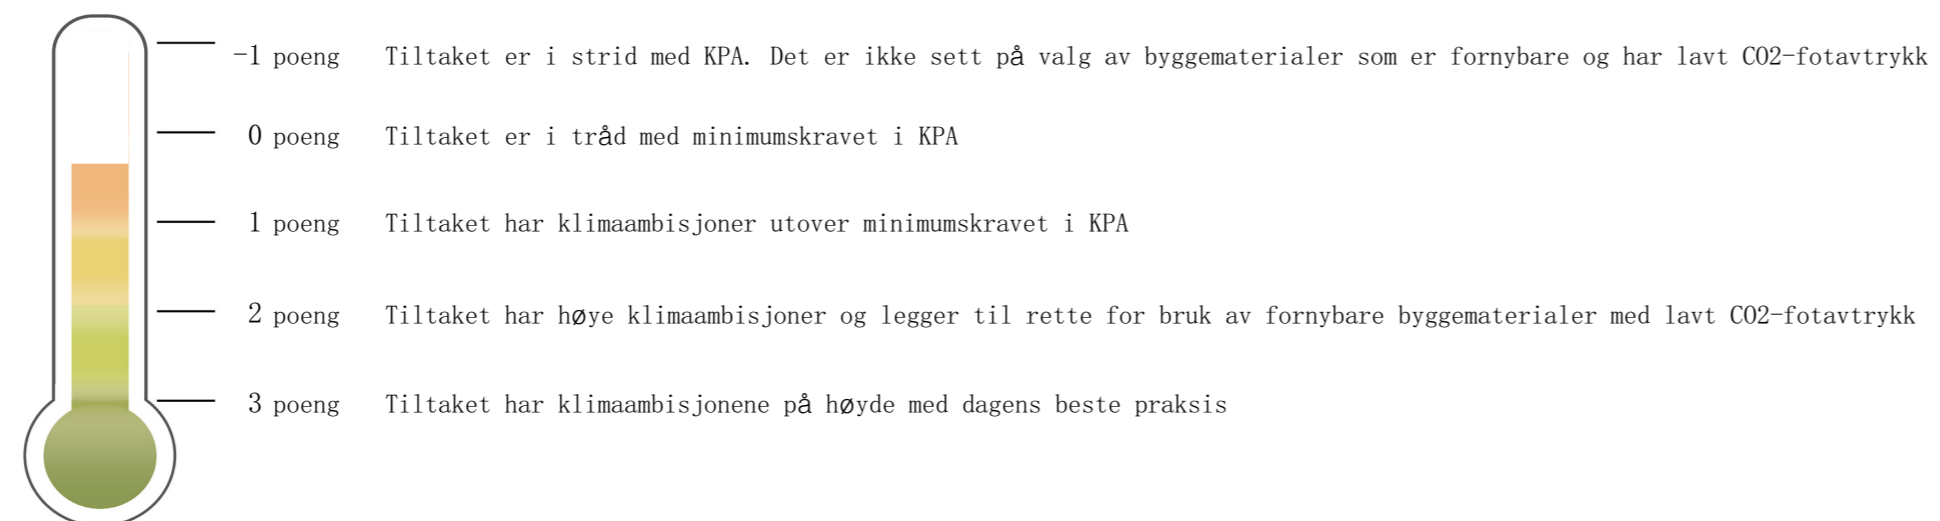 -1 poeng Tiltaket er i strid med KPA. Det er ikke sett på valg av byggematerialer som er fornybare og har lavt CO2-fotavtrykk
0 poeng Tiltaket er i tråd med minimumskravet i KPA
1 poeng Tiltaket har klimaambisjoner utover minimumskravet i KPA
2 poeng Tiltaket har høye klimaambisjoner og legger til rette for bruk av fornybare byggematerialer med lavt CO2-fotavtrykk
3 poeng Tiltaket har klimaambisjonene på høyde med dagens beste praksis